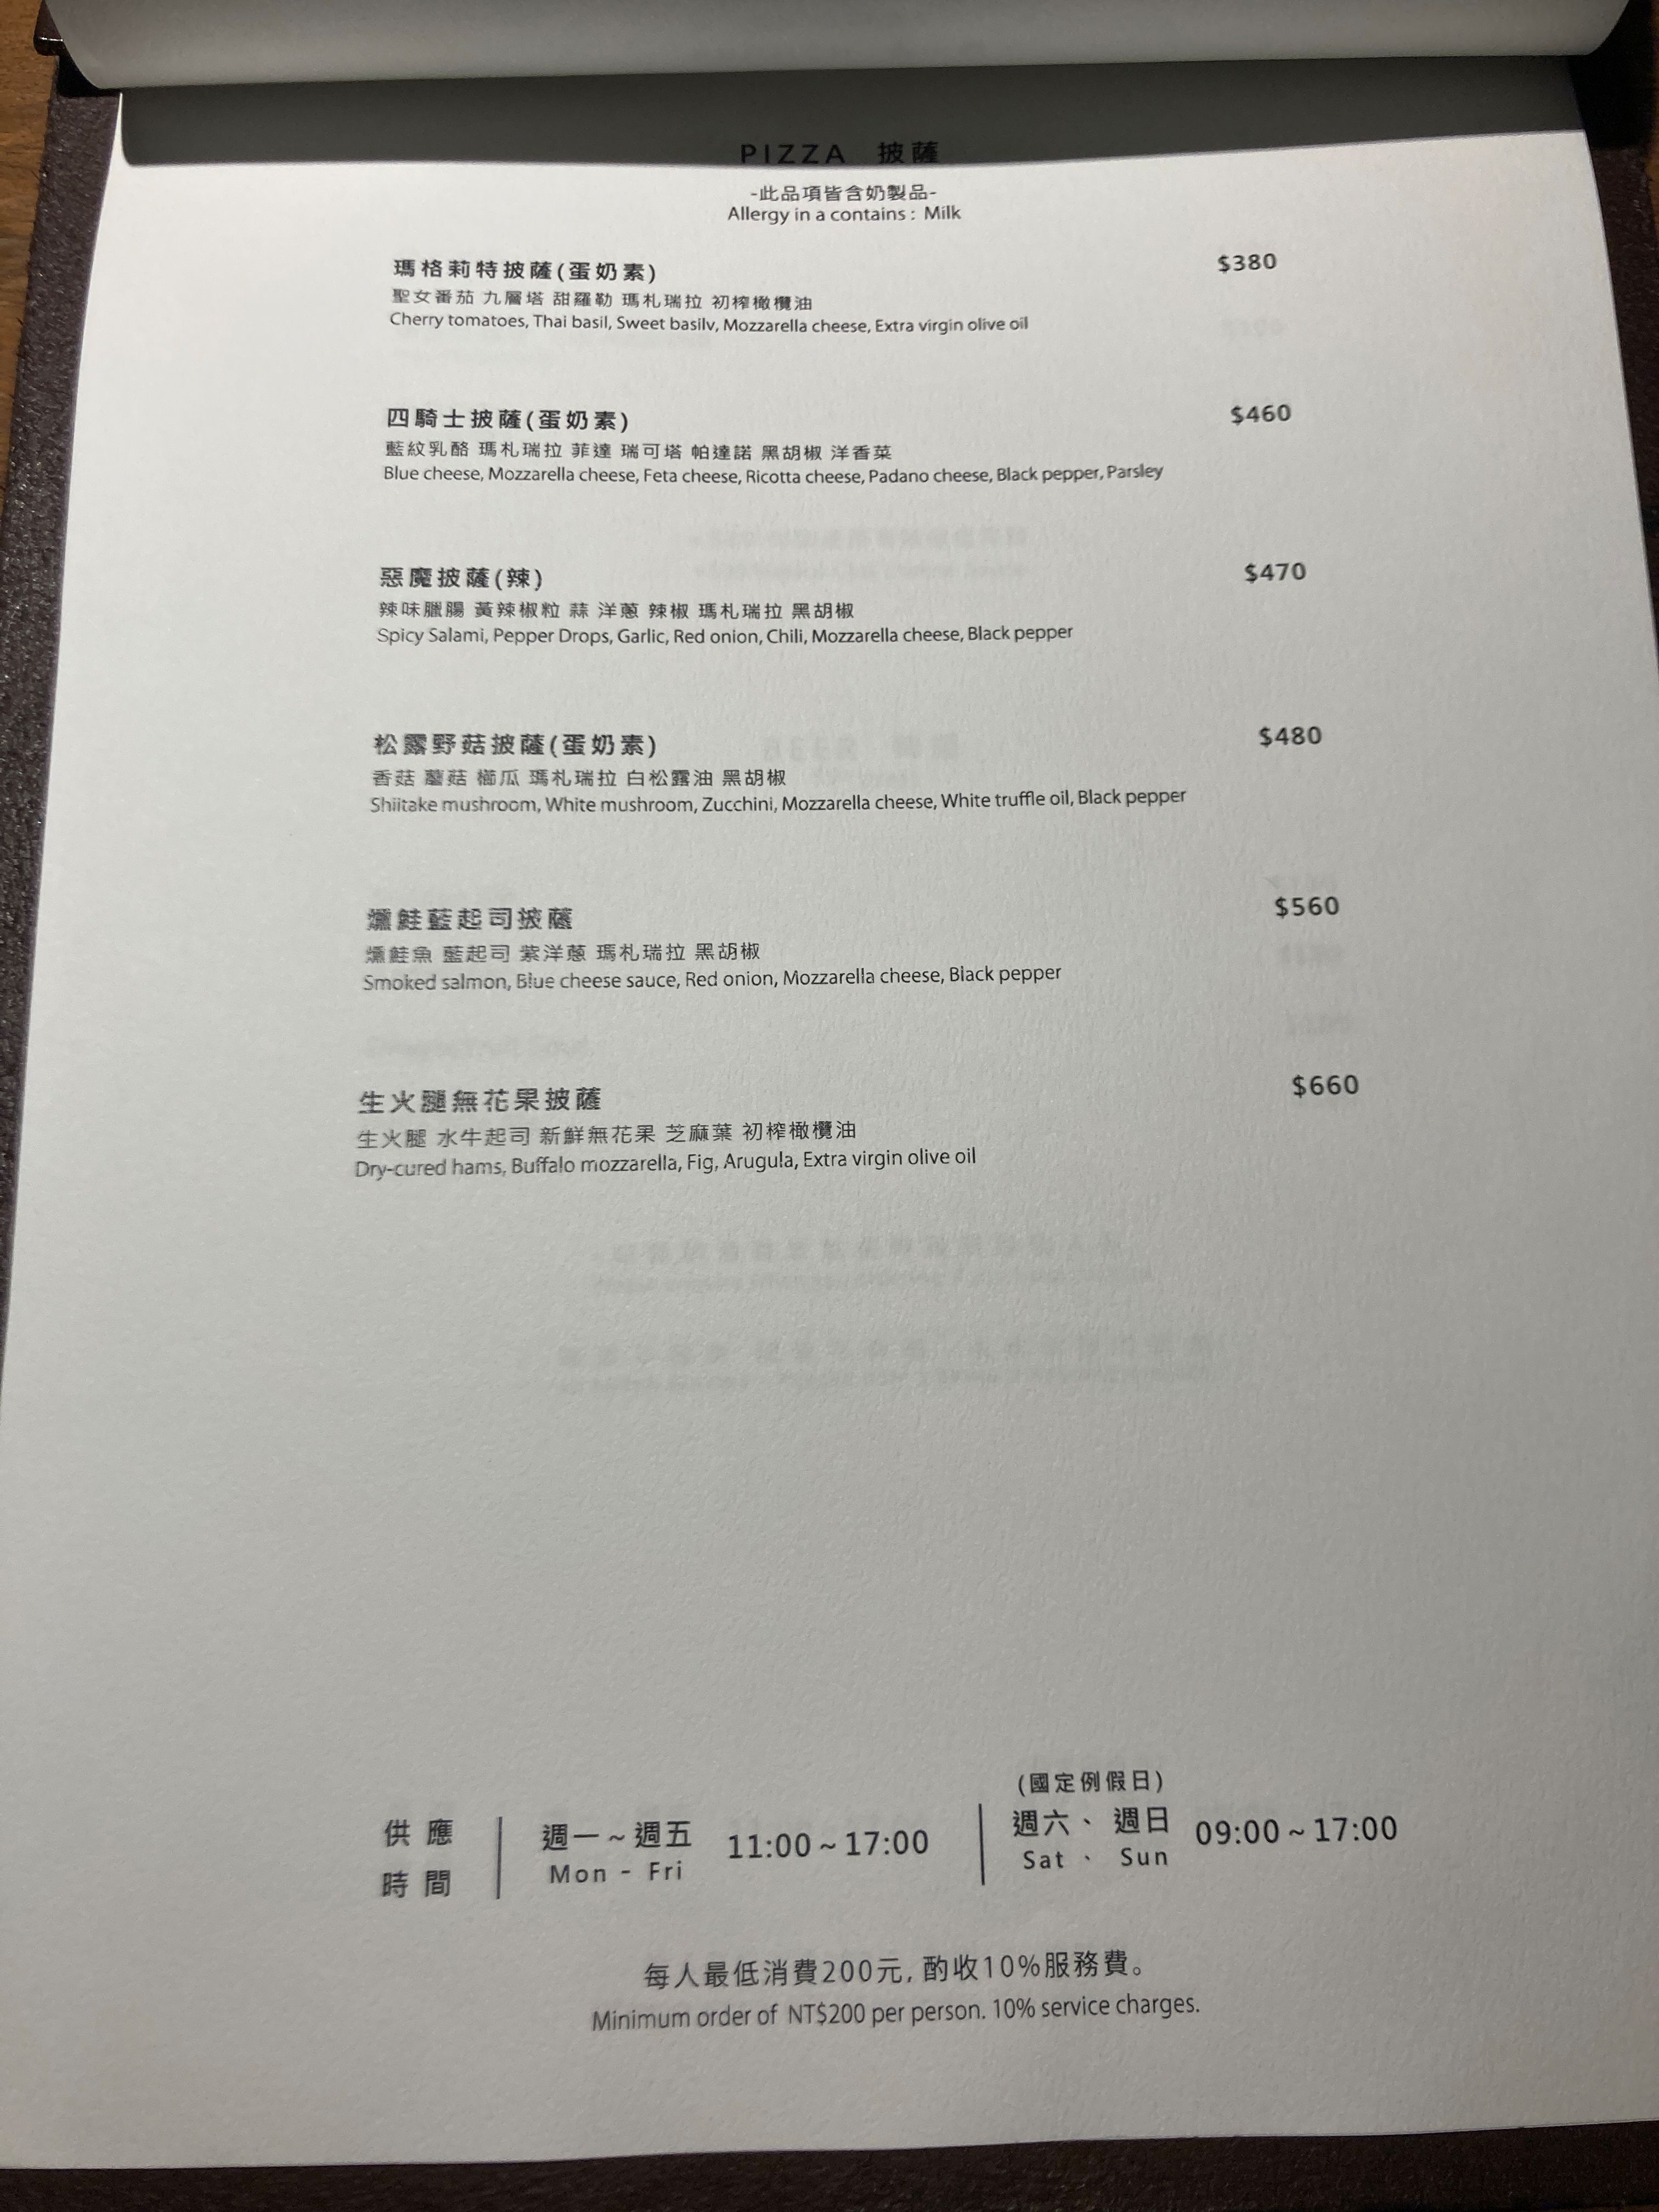 PIZZA 披薩
-此品項皆含奶製品-
Allergy in a contains : Milk
瑪格莉特披薩(蛋奶素) $380
聖女番茄 九層塔 甜羅勒 瑪札瑞拉 初榨橄欖油
Cherry tomatoes, Thai basil, Sweet basilv, Mozzarella cheese, Extra virgin olive oil
四騎士披薩(蛋奶素) $460
藍紋乳酪 瑪札瑞拉 菲達 瑞可塔 帕達諾 黑胡椒 洋香菜
Blue cheese, Mozzarella cheese, Feta cheese, Ricotta cheese, Padano cheese, Black pepper, Parsley
惡魔披薩(辣) $470
辣味臘腸 黃辣椒粒 蒜 洋蔥 辣椒 瑪札瑞拉 黑胡椒
Spicy Salami, Pepper Drops, Garlic, Red onion, Chili, Mozzarella cheese, Black pepper
松露野菇披薩(蛋奶素) $480
香菇 蘑菇 櫛瓜 瑪札瑞拉 白松露油 黑胡椒
Shiitake mushroom, White mushroom, Zucchini, Mozzarella cheese, White truffle oil, Black pepper
燻鮭藍起司披薩 $560
燻鮭魚 藍起司 紫洋蔥 瑪札瑞拉 黑胡椒
Smoked salmon, Blue cheese sauce, Red onion, Mozzarella cheese, Black pepper
生火腿無花果披薩 $660
生火腿 水牛起司 新鮮無花果 芝麻葉 初榨橄欖油
Dry-cured hams, Buffalo mozzarella, Fig, Arugula, Extra virgin olive oil
(國定例假日)
供應 週一~週五 11:00~17:00 週六、週日 09:00~17:00
時間 Mon - Fri Sat、Sun
每人最低消費200元, 酌收10%服務費。
Minimum order of NT$200 per person. 10% service charges.